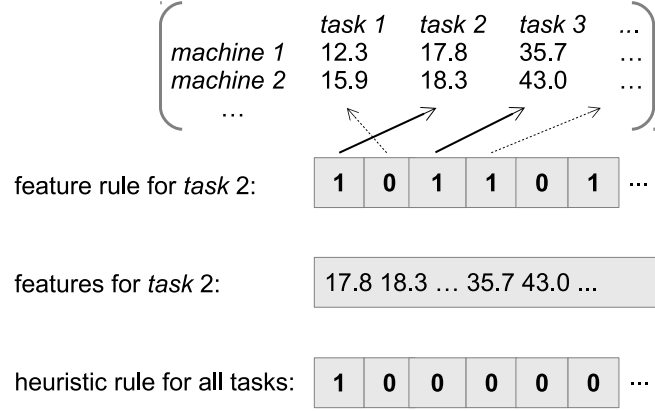 task 1 task 2 task 3 ...
machine 1 12.3 17.8 35.7 ...
machine 2 15.9 18.3 43.0 ...
...
feature rule for task 2: 1 0 1 1 0 1 ...
features for task 2: 17.8 18.3 ... 35.7 43.0 ...
heuristic rule for all tasks: 1 0 0 0 0 0 ...